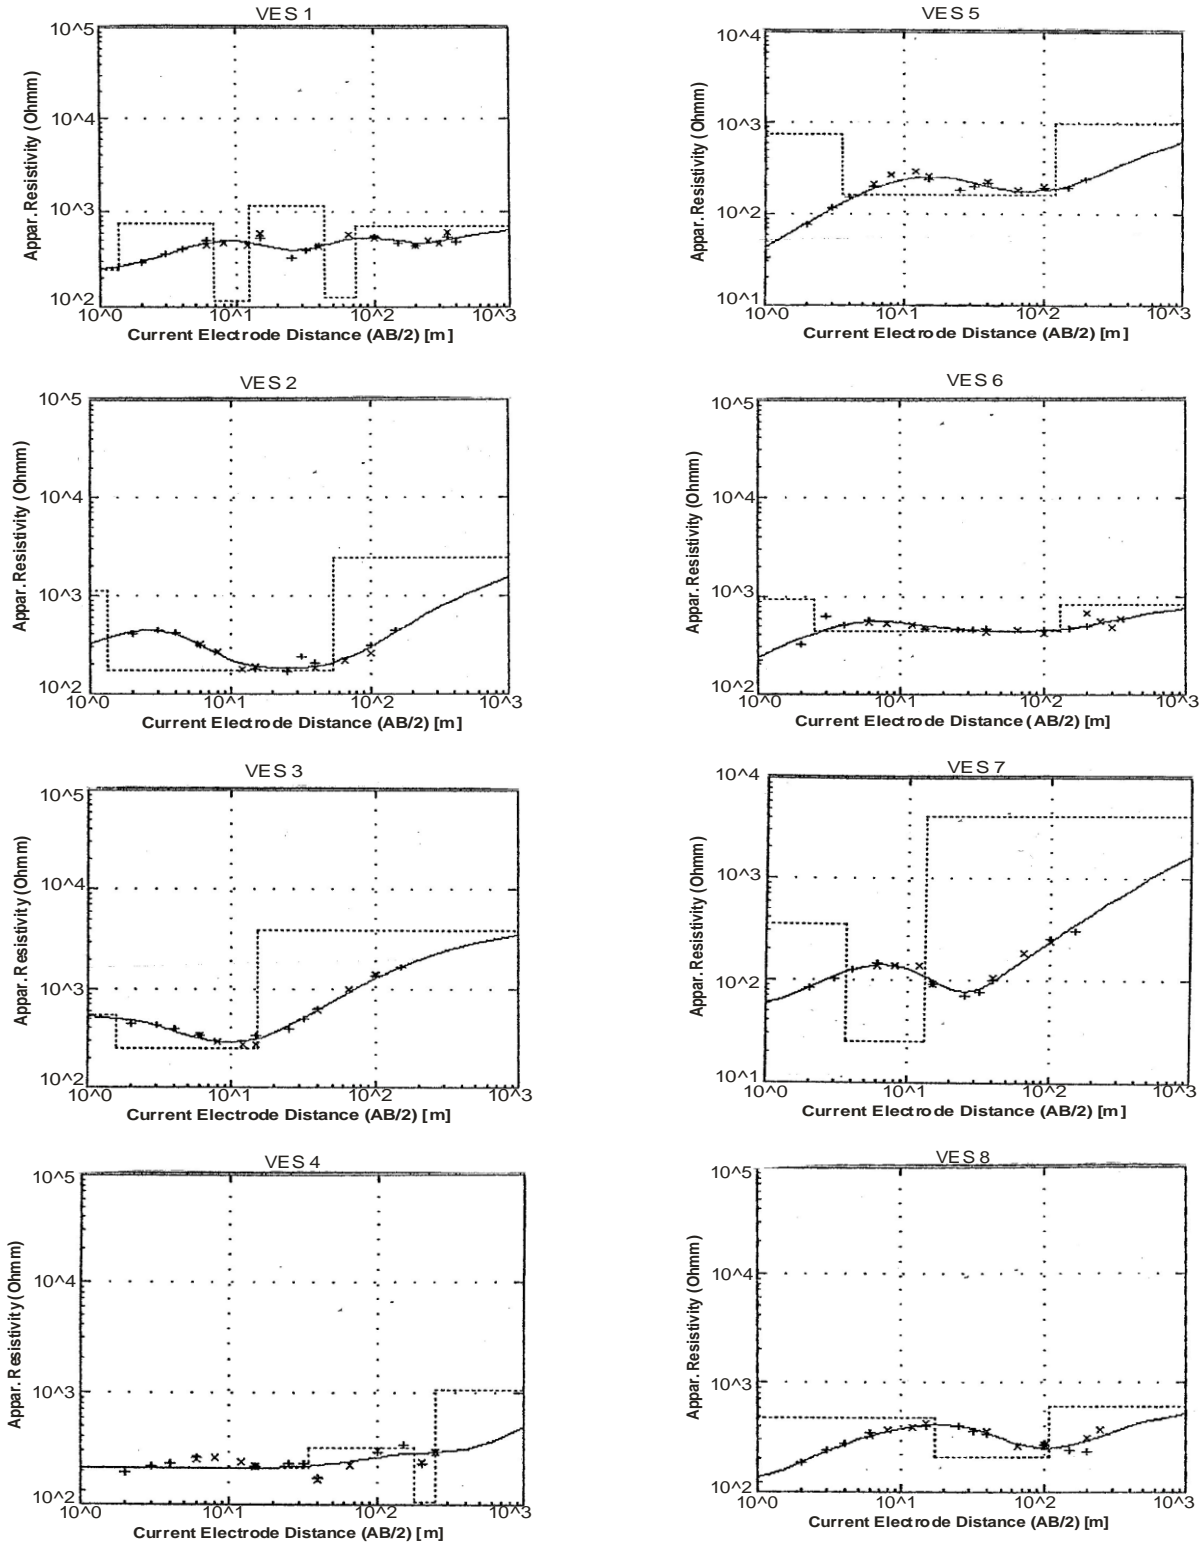 VES 1
10^5
10^4
10^3
10^2
Appar. Resistivity (Ohmm)
10^0 10^1 10^2 10^3
Current Electrode Distance (AB/2) [m]
VES 5
10^4
10^3
10^2
10^1
Appar. Resistivity (Ohmm)
10^0 10^1 10^2 10^3
Current Electrode Distance (AB/2) [m]
VES 2
10^5
10^4
10^3
10^2
Appar. Resistivity (Ohmm)
10^0 10^1 10^2 10^3
Current Electrode Distance (AB/2) [m]
VES 6
10^5
10^4
10^3
10^2
Appar. Resistivity (Ohmm)
10^0 10^1 10^2 10^3
Current Electrode Distance (AB/2) [m]
VES 3
10^5
10^4
10^3
10^2
Appar. Resistivity (Ohmm)
10^0 10^1 10^2 10^3
Current Electrode Distance (AB/2) [m]
VES 7
10^4
10^3
10^2
10^1
Appar. Resistivity (Ohmm)
10^0 10^1 10^2 10^3
Current Electrode Distance (AB/2) [m]
VES 4
10^5
10^4
10^3
10^2
Appar. Resistivity (Ohmm)
10^0 10^1 10^2 10^3
Current Electrode Distance (AB/2) [m]
VES 8
10^5
10^4
10^3
10^2
Appar. Resistivity (Ohmm)
10^0 10^1 10^2 10^3
Current Electrode Distance (AB/2) [m]